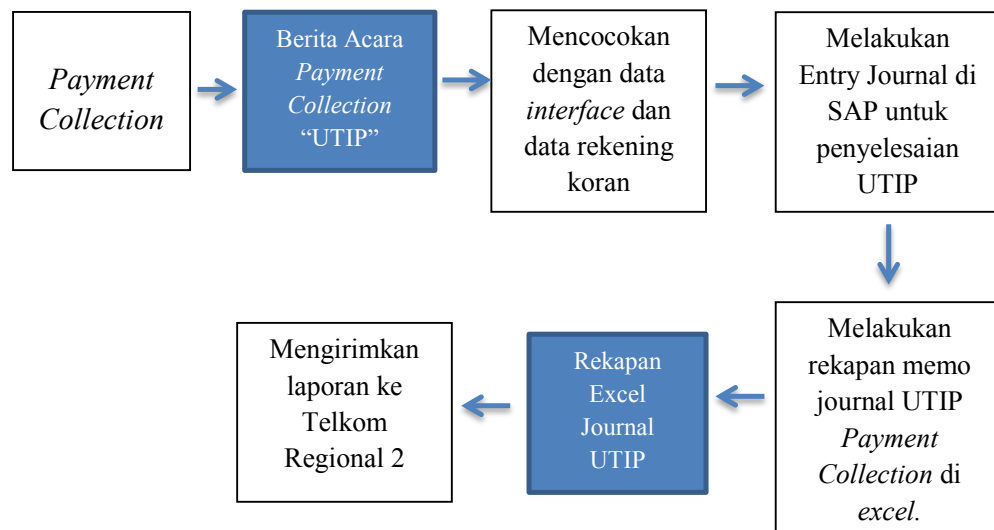 Payment
Collection
Berita Acara
Payment
Collection
“UTIP”
Mencocokan
dengan data
interface dan
data rekening
koran
Melakukan
Entry Journal di
SAP untuk
penyelesaian
UTIP
Melakukan
rekapan memo
journal UTIP
Payment
Collection di
excel.
Rekapan
Excel
Journal
UTIP
Mengirimkan
laporan ke
Telkom
Regional 2